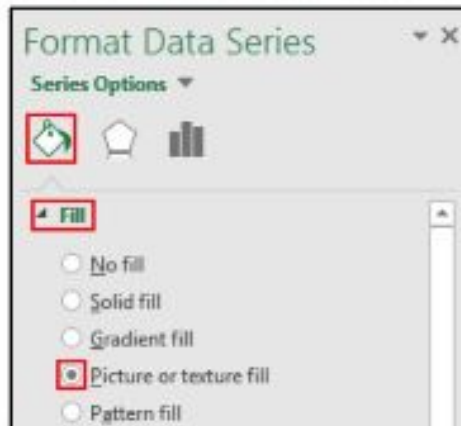 Format Data Series
Series Options
Fill
No fill
Solid fill
Gradient fill
Picture or texture fill
Pattern fill